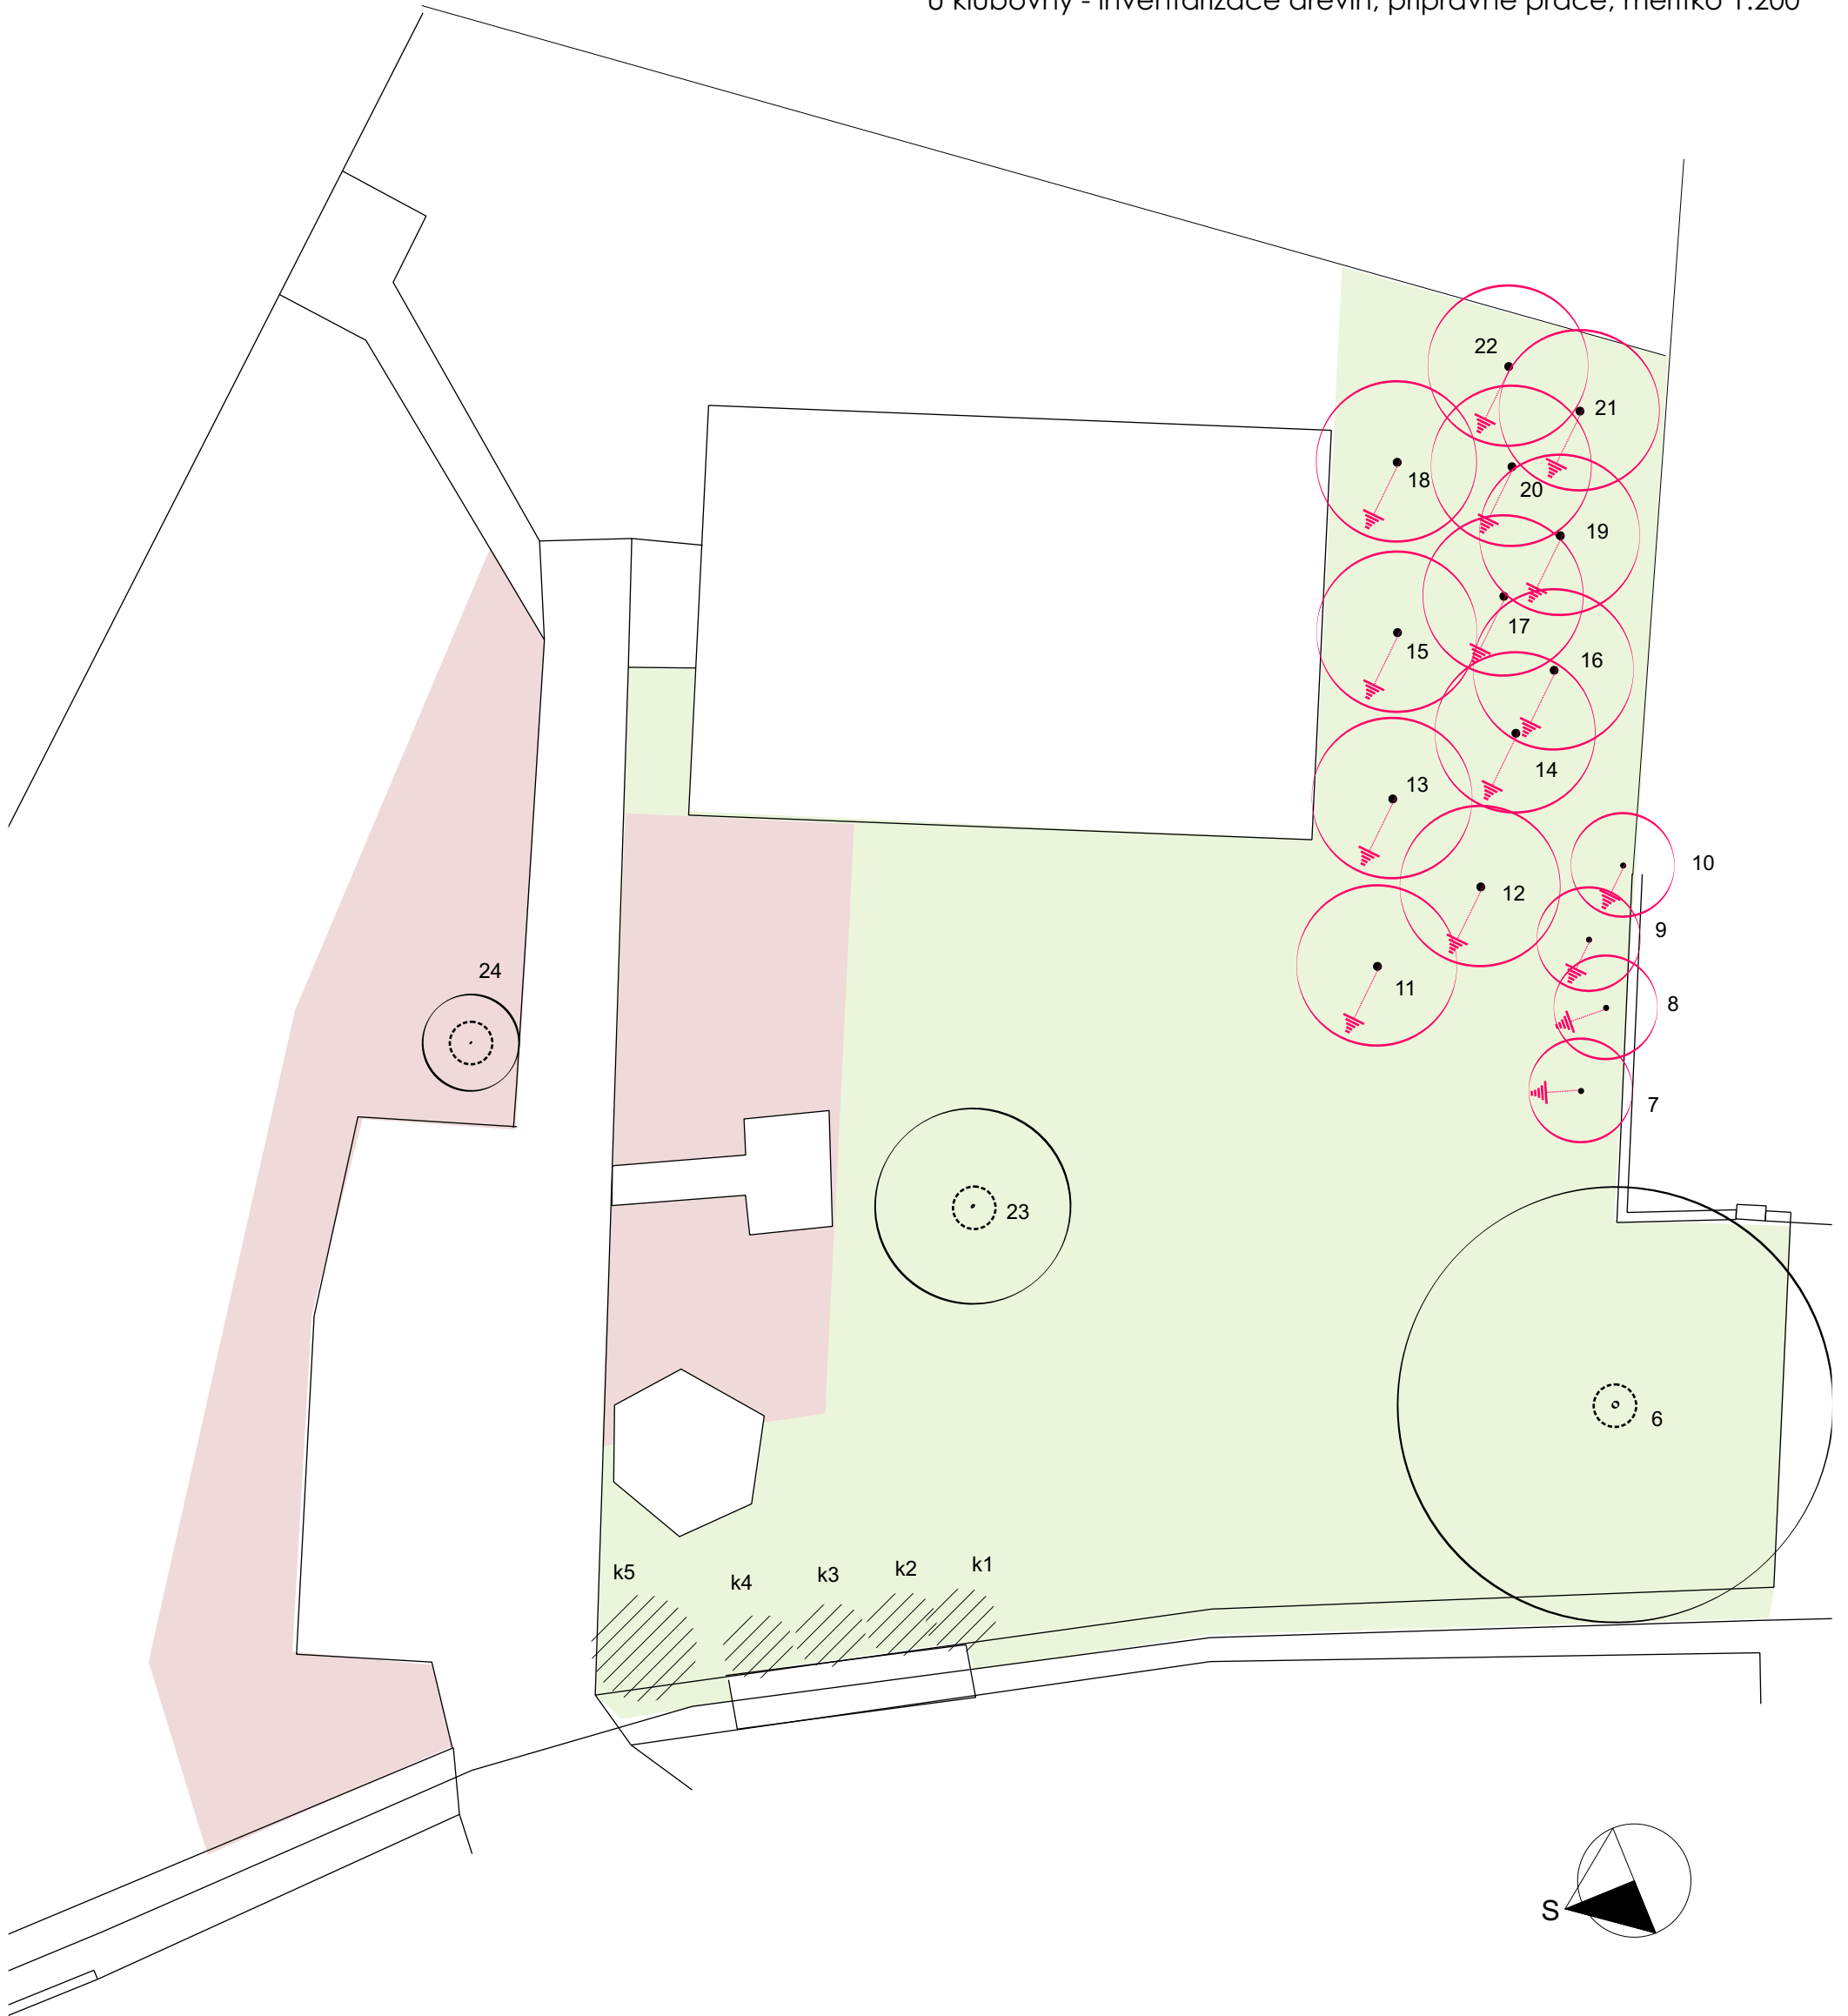 U klubovny - inventarizace dřevin, přípravné práce, měřítko 1:200
22
21
18
20
19
17
15
16
14
13
10
12
9
24
11
8
7
23
6
k1
k2
k5
k3
k4
S